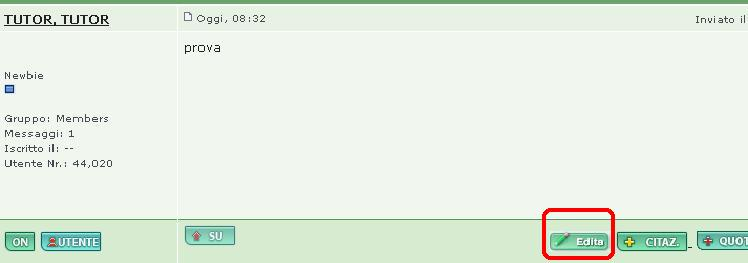 TUTOR, TUTOR
Oggi, 08:32
Inviato il
prova
Newbie
Gruppo: Members
Messaggi: 1
Iscritto il: --
Utente Nr.: 44,020
ON
UTENTE
SU
Edita
CITAZ.
QUOT